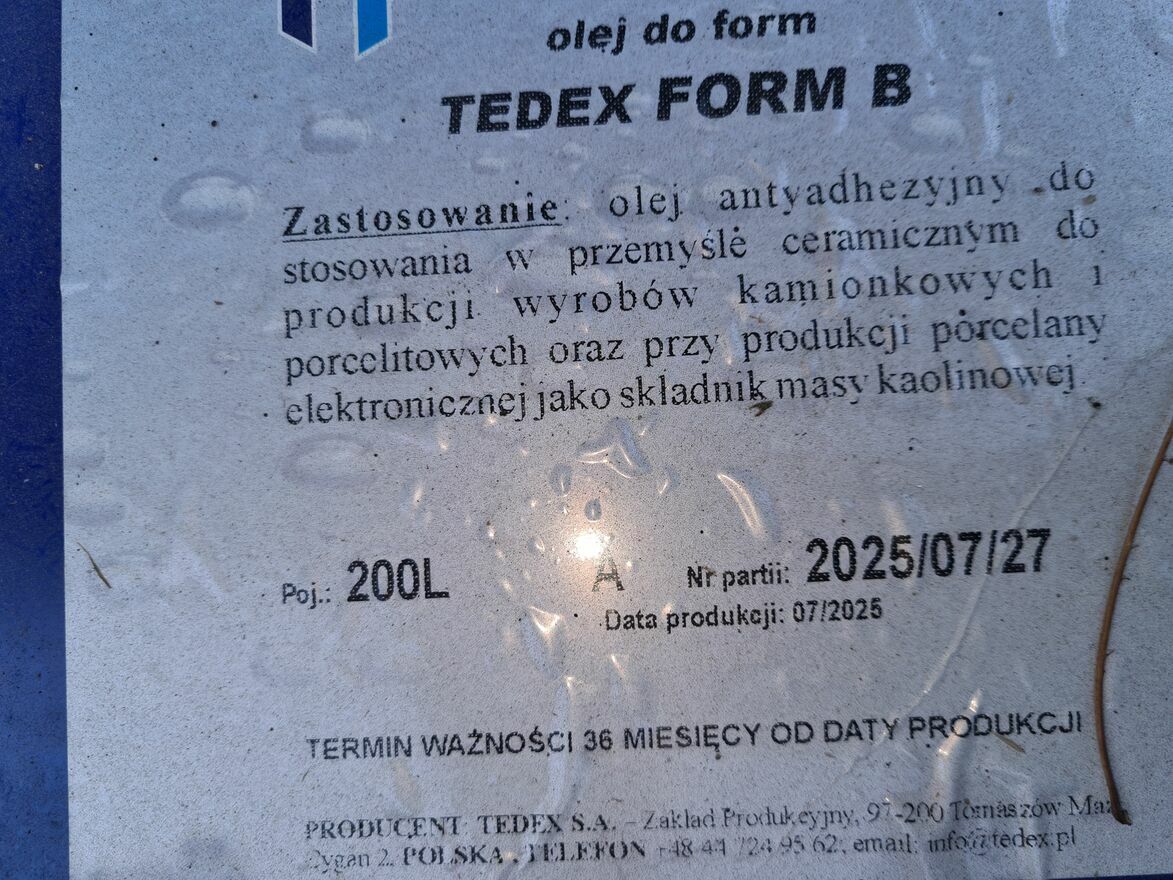 olej do form
TEDEX FORM B
Zastosowanie: olej antyadhezyjny do
stosowania w przemyśle ceramicznym do
produkcji wyrobów kamionkowych i
porcelitowych oraz przy produkcji porcelany
elektronicznej jako składnik masy kaolinowej.
Poj.: 200L A Nr partii: 2025/07/27
Data produkcji: 07/2025
TERMIN WAŻNOŚCI 36 MIESIĘCY OD DATY PRODUKCJI
PRODUCENT: TEDEX S.A. – Zakład Produkcyjny, 97-200 Tomaszów Maz
2, POLSKA, TELEFON +48 44 724 95 62, email: info@tedex.pl